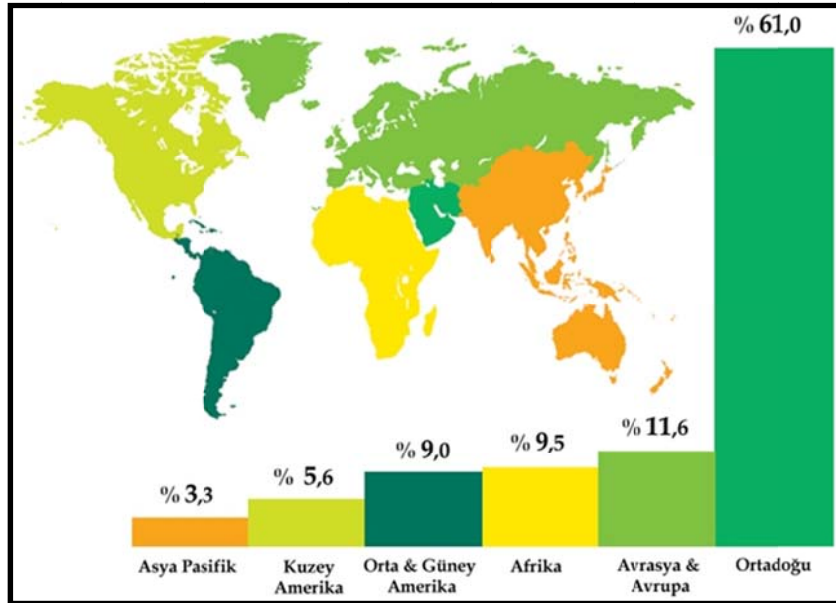 % 61,0
% 11,6
% 9,5
% 9,0
% 5,6
% 3,3
Asya Pasifik
Kuzey
Amerika
Orta & Güney
Amerika
Afrika
Avrasya &
Avrupa
Ortadoğu